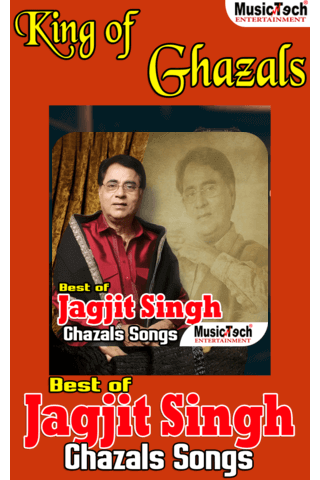 MusicTech
ENTERTAINMENT
King of
Ghazals
Best of
Jagjit Singh
Ghazals Songs
MusicTech
ENTERTAINMENT
Best of
Jagjit Singh
Ghazals Songs